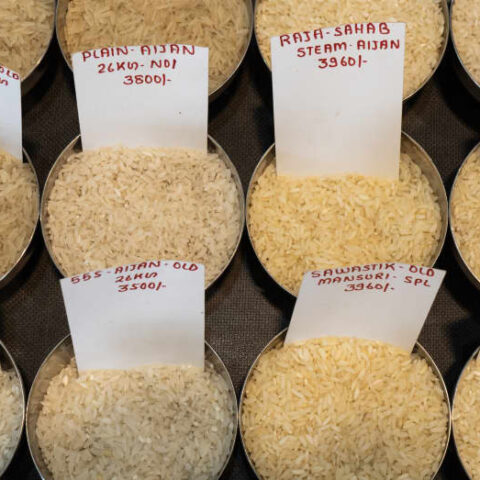 PLAIN-AIJAN
26KG-NO1
3800/-
RAJA-SAHAB
STEAM-AIJAN
3960/-
OLD
555-AIJAN-OLD
26KG
3500/-
SAWASTIK-OLD
MANSURI-SPL
3960/-